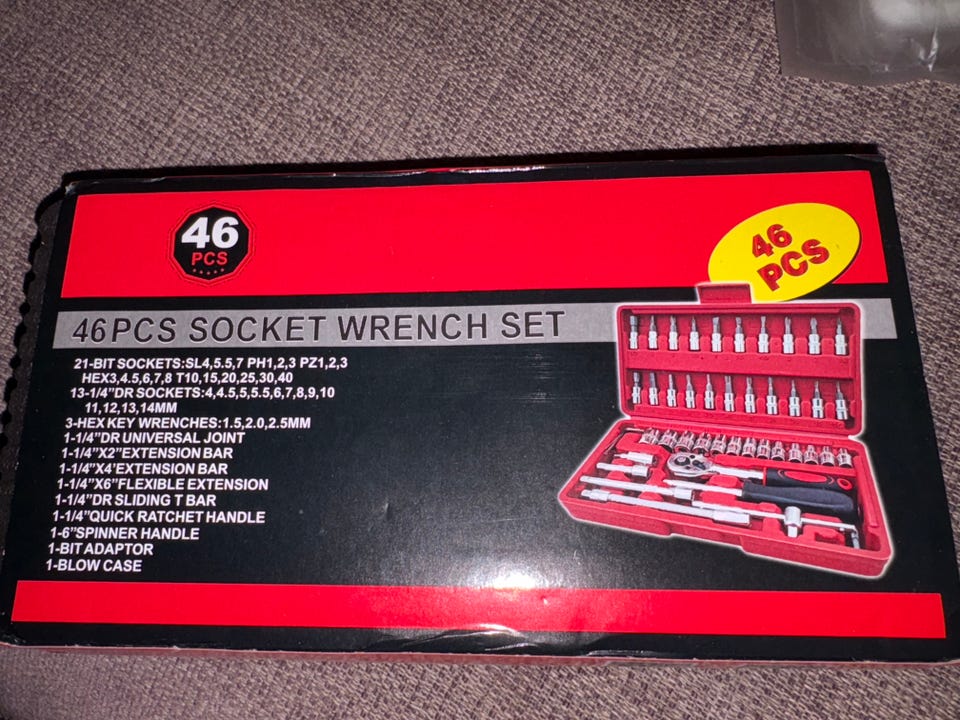 46
PCS
46
PCS
46PCS SOCKET WRENCH SET
21-BIT SOCKETS:SL4,5.5,7 PH1,2,3 PZ1,2,3
HEX3,4.5,6,7,8 T10,15,20,25,30,40
13-1/4"DR SOCKETS:4,4.5,5,5.5,6,7,8,9,10
11,12,13,14MM
3-HEX KEY WRENCHES:1.5,2.0,2.5MM
1-1/4"DR UNIVERSAL JOINT
1-1/4"X2"EXTENSION BAR
1-1/4"X4'EXTENSION BAR
1-1/4"X6"FLEXIBLE EXTENSION
1-1/4"DR SLIDING T BAR
1-1/4"QUICK RATCHET HANDLE
1-6"SPINNER HANDLE
1-BIT ADAPTOR
1-BLOW CASE